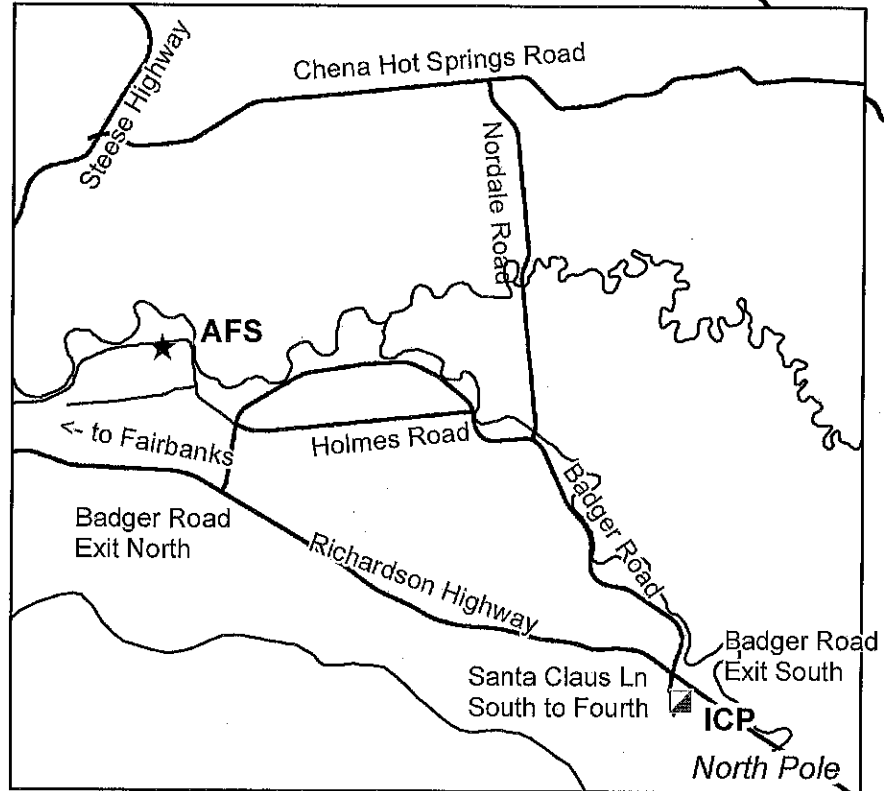 Chena Hot Springs Road
Steese Highway
Nordale Road
AFS
<- to Fairbanks
Holmes Road
Badger Road
Exit North
Richardson Highway
Badger Road
Badger Road
Exit South
Santa Claus Ln
South to Fourth
ICP
North Pole